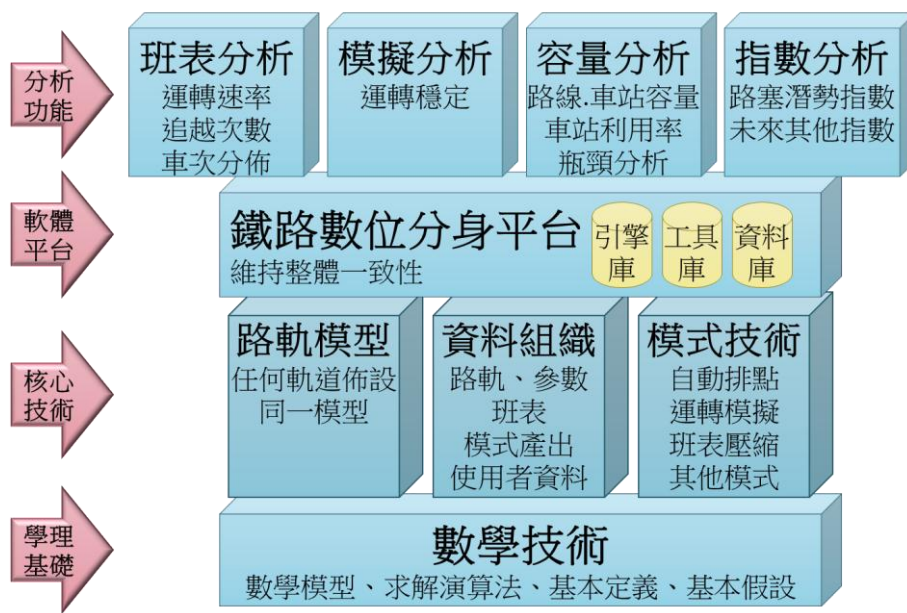 分析
功能
班表分析
運轉速率
追越次數
車次分佈
模擬分析
運轉穩定
容量分析
路線.車站容量
車站利用率
瓶頸分析
指數分析
路塞潛勢指數
未來其他指數
軟體
平台
鐵路數位分身平台
維持整體一致性
引擎
庫
工具
庫
資料
庫
核心
技術
路軌模型
任何軌道佈設
同一模型
資料組織
路軌、參數
班表
模式產出
使用者資料
模式技術
自動排點
運轉模擬
班表壓縮
其他模式
學理
基礎
數學技術
數學模型、求解演算法、基本定義、基本假設